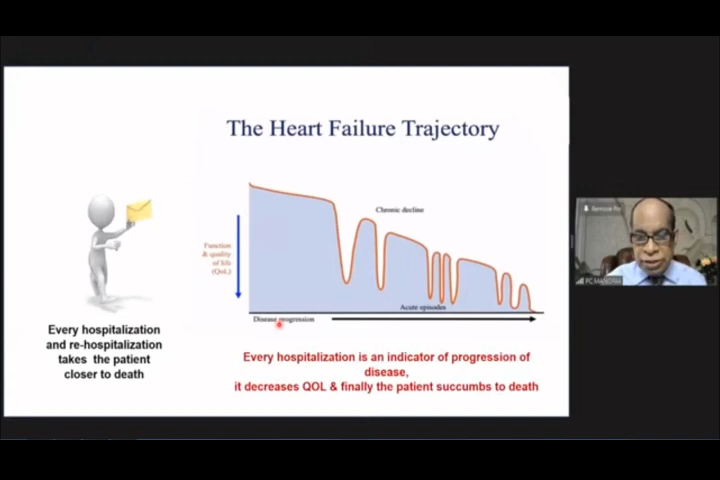 The Heart Failure Trajectory
Chronic decline
Function
& quality
of life
(QoL)
Acute episodes
Disease progression
Every hospitalization
and re-hospitalization
takes the patient
closer to death
Every hospitalization is an indicator of progression of
disease,
it decreases QOL & finally the patient succumbs to death
PC MANORIA